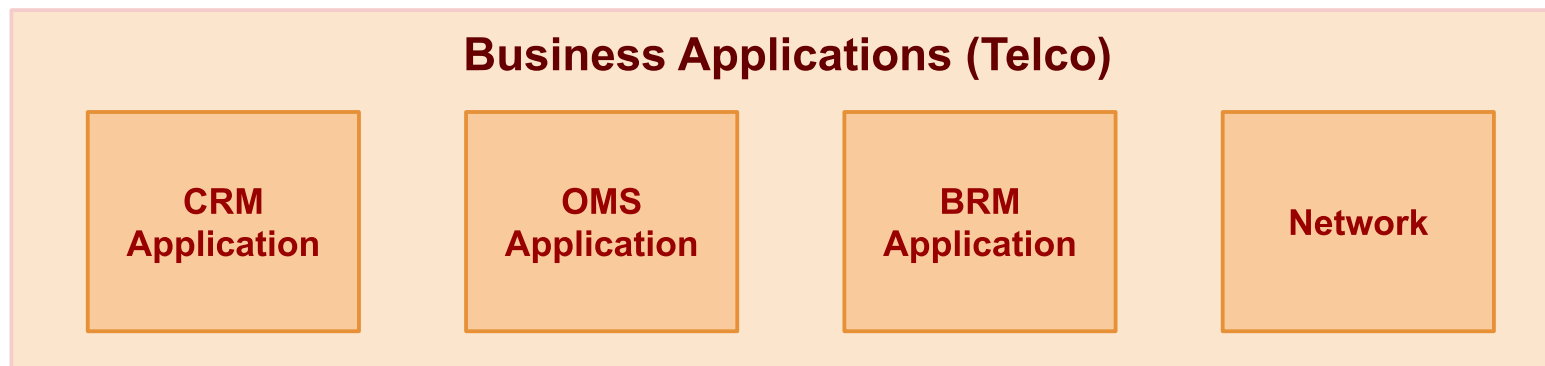 Business Applications (Telco)
CRM
Application
OMS
Application
BRM
Application
Network